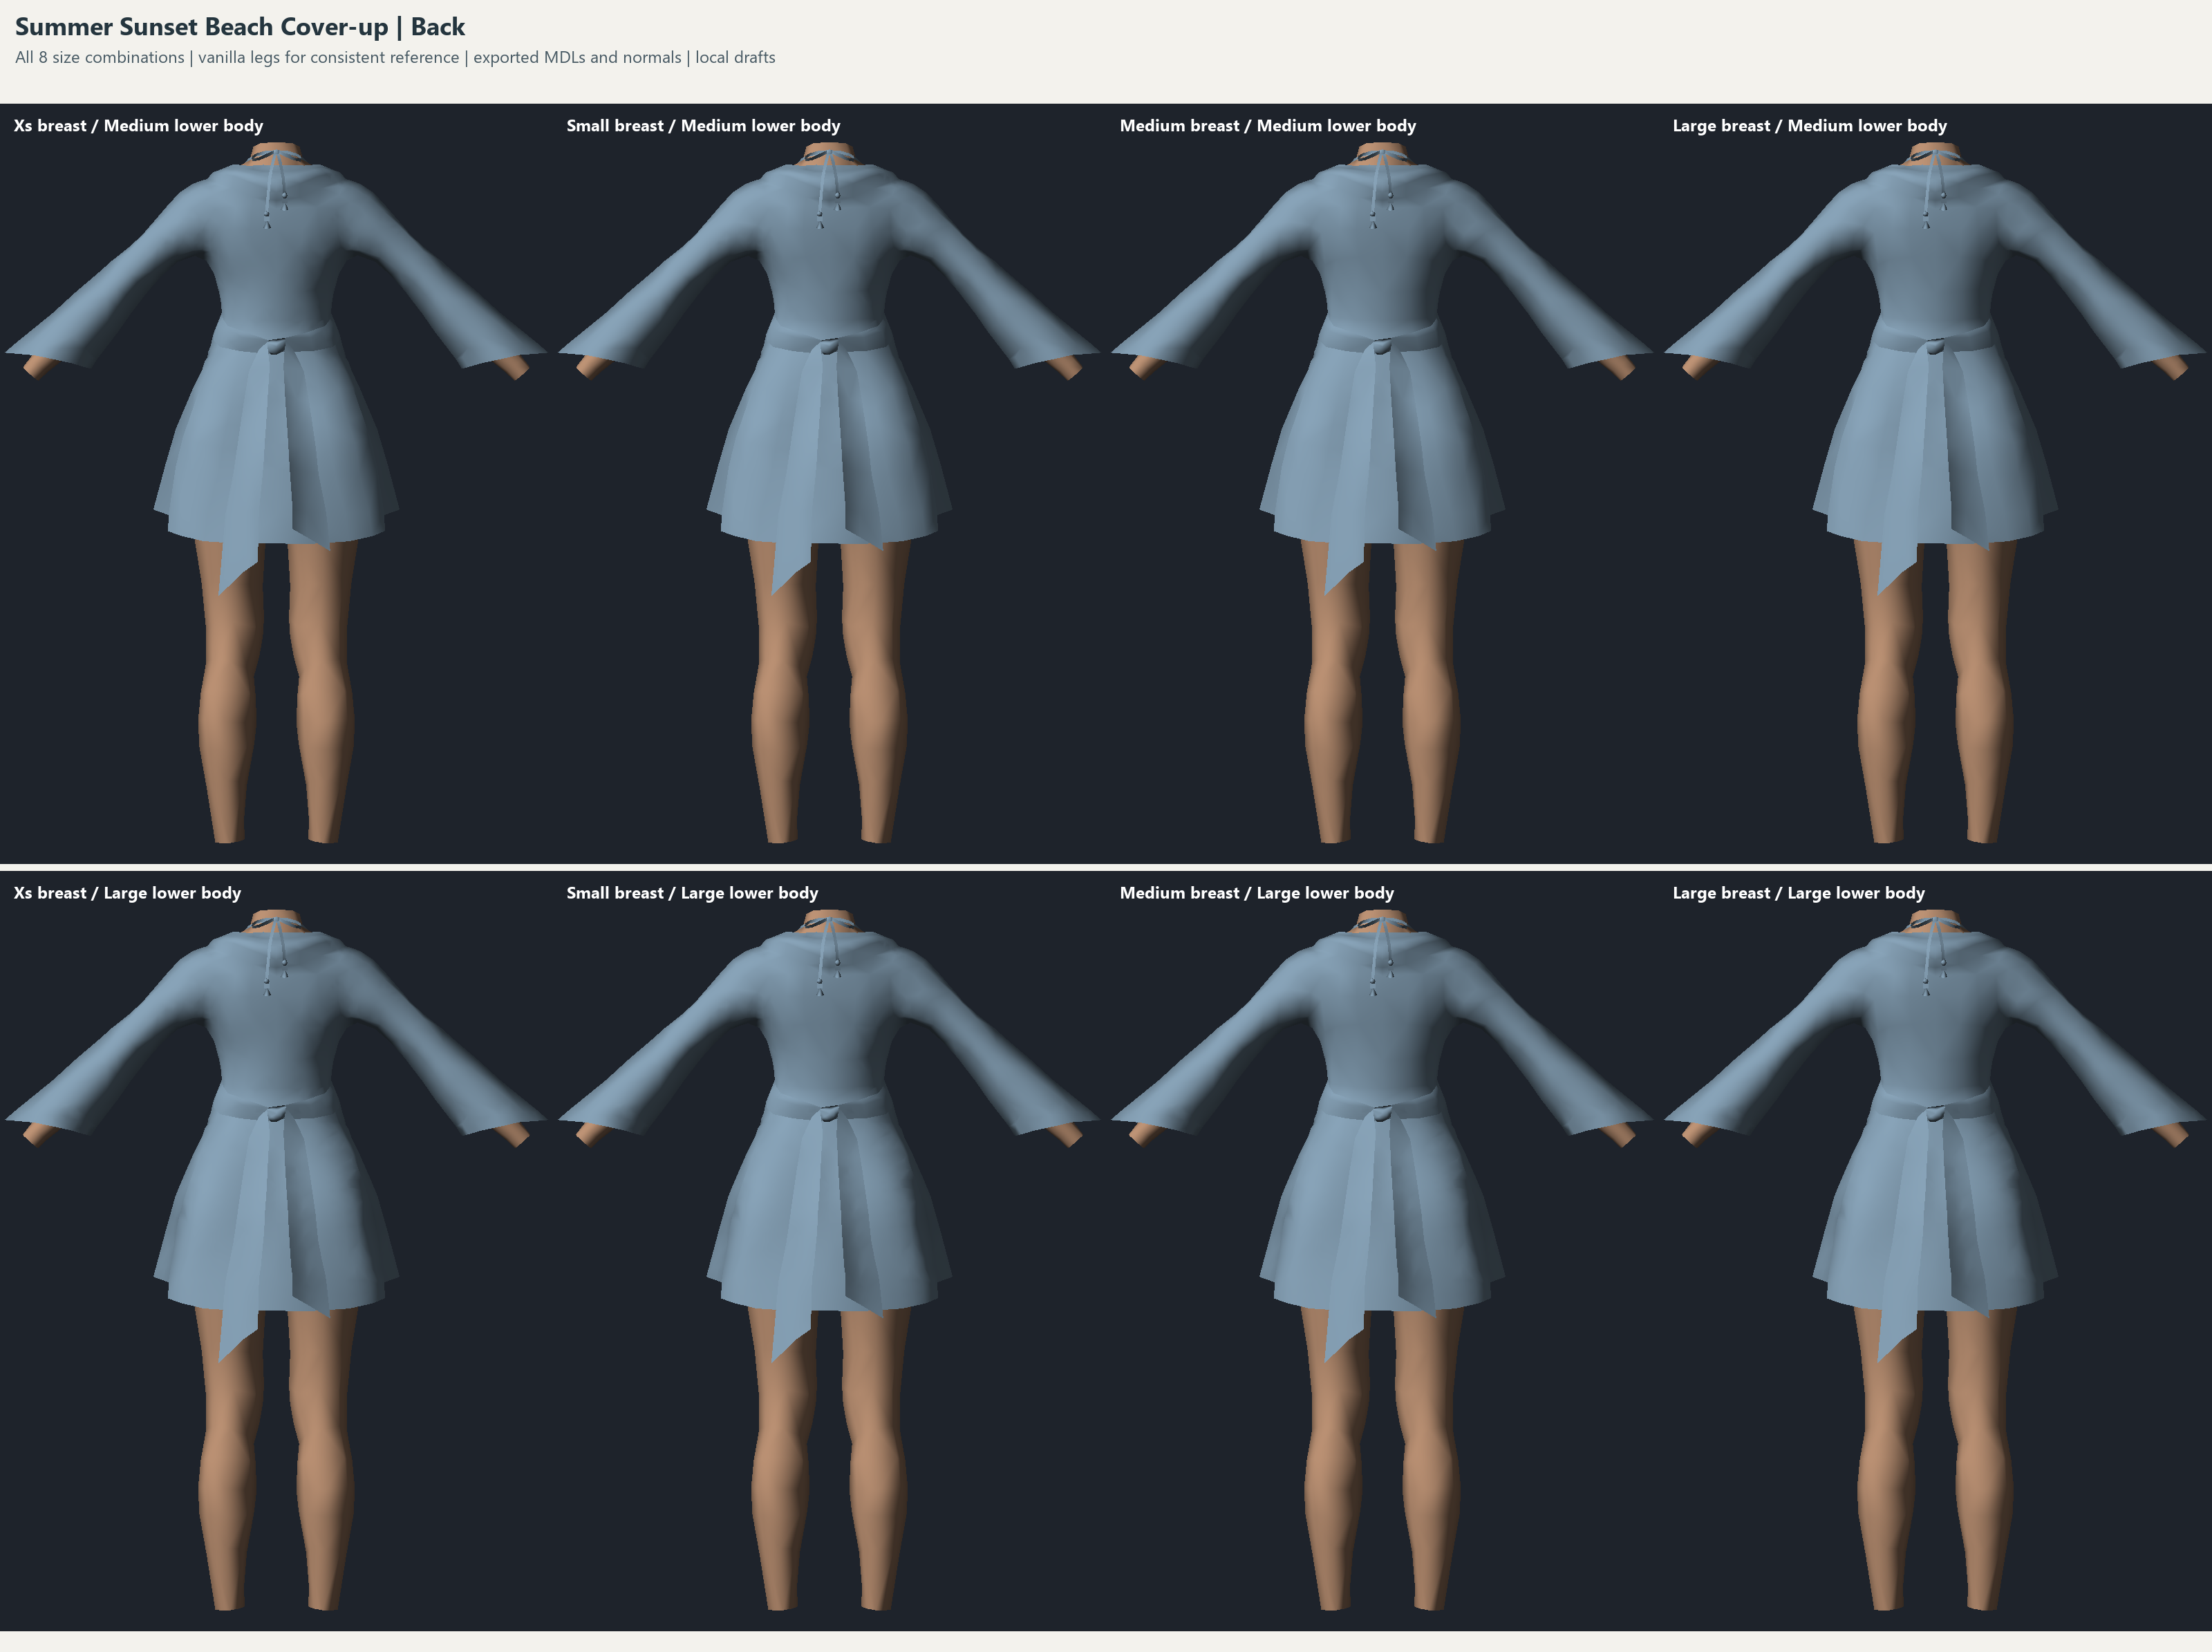 Summer Sunset Beach Cover-up | Back
All 8 size combinations | vanilla legs for consistent reference | exported MDLs and normals | local drafts
Xs breast / Medium lower body
Small breast / Medium lower body
Medium breast / Medium lower body
Large breast / Medium lower body
Xs breast / Large lower body
Small breast / Large lower body
Medium breast / Large lower body
Large breast / Large lower body